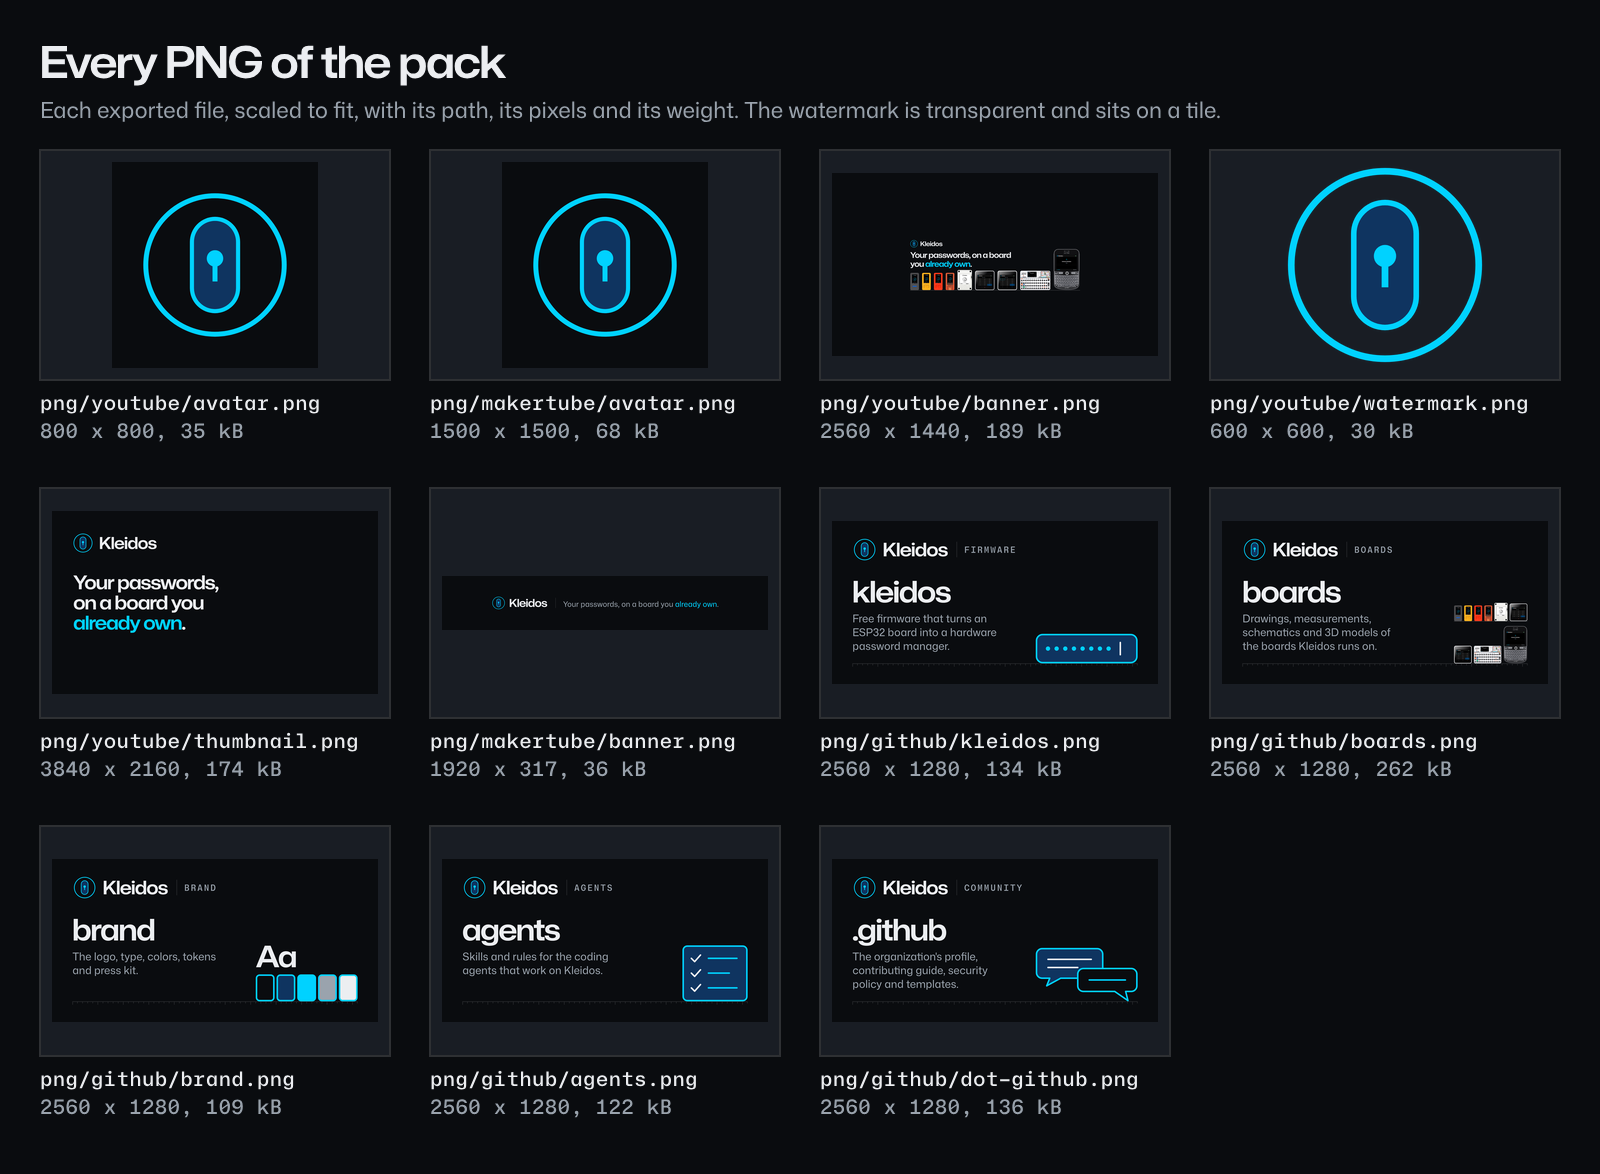 Every PNG of the pack
Each exported file, scaled to fit, with its path, its pixels and its weight. The watermark is transparent and sits on a tile.
png/youtube/avatar.png
800 x 800, 35 kB
png/makertube/avatar.png
1500 x 1500, 68 kB
Kleidos
Your passwords, on a board
you already own.
png/youtube/banner.png
2560 x 1440, 189 kB
png/youtube/watermark.png
600 x 600, 30 kB
Kleidos
Your passwords,
on a board you
already own.
png/youtube/thumbnail.png
3840 x 2160, 174 kB
Kleidos
Your passwords, on a board you already own.
png/makertube/banner.png
1920 x 317, 36 kB
Kleidos FIRMWARE
kleidos
Free firmware that turns an
ESP32 board into a hardware
password manager.
png/github/kleidos.png
2560 x 1280, 134 kB
Kleidos BOARDS
boards
Drawings, measurements,
schematics and 3D models of
the boards Kleidos runs on.
png/github/boards.png
2560 x 1280, 262 kB
Kleidos BRAND
brand
The logo, type, colors, tokens
and press kit.
Aa
png/github/brand.png
2560 x 1280, 109 kB
Kleidos AGENTS
agents
Skills and rules for the coding
agents that work on Kleidos.
png/github/agents.png
2560 x 1280, 122 kB
Kleidos COMMUNITY
.github
The organization's profile,
contributing guide, security
policy and templates.
png/github/dot-github.png
2560 x 1280, 136 kB